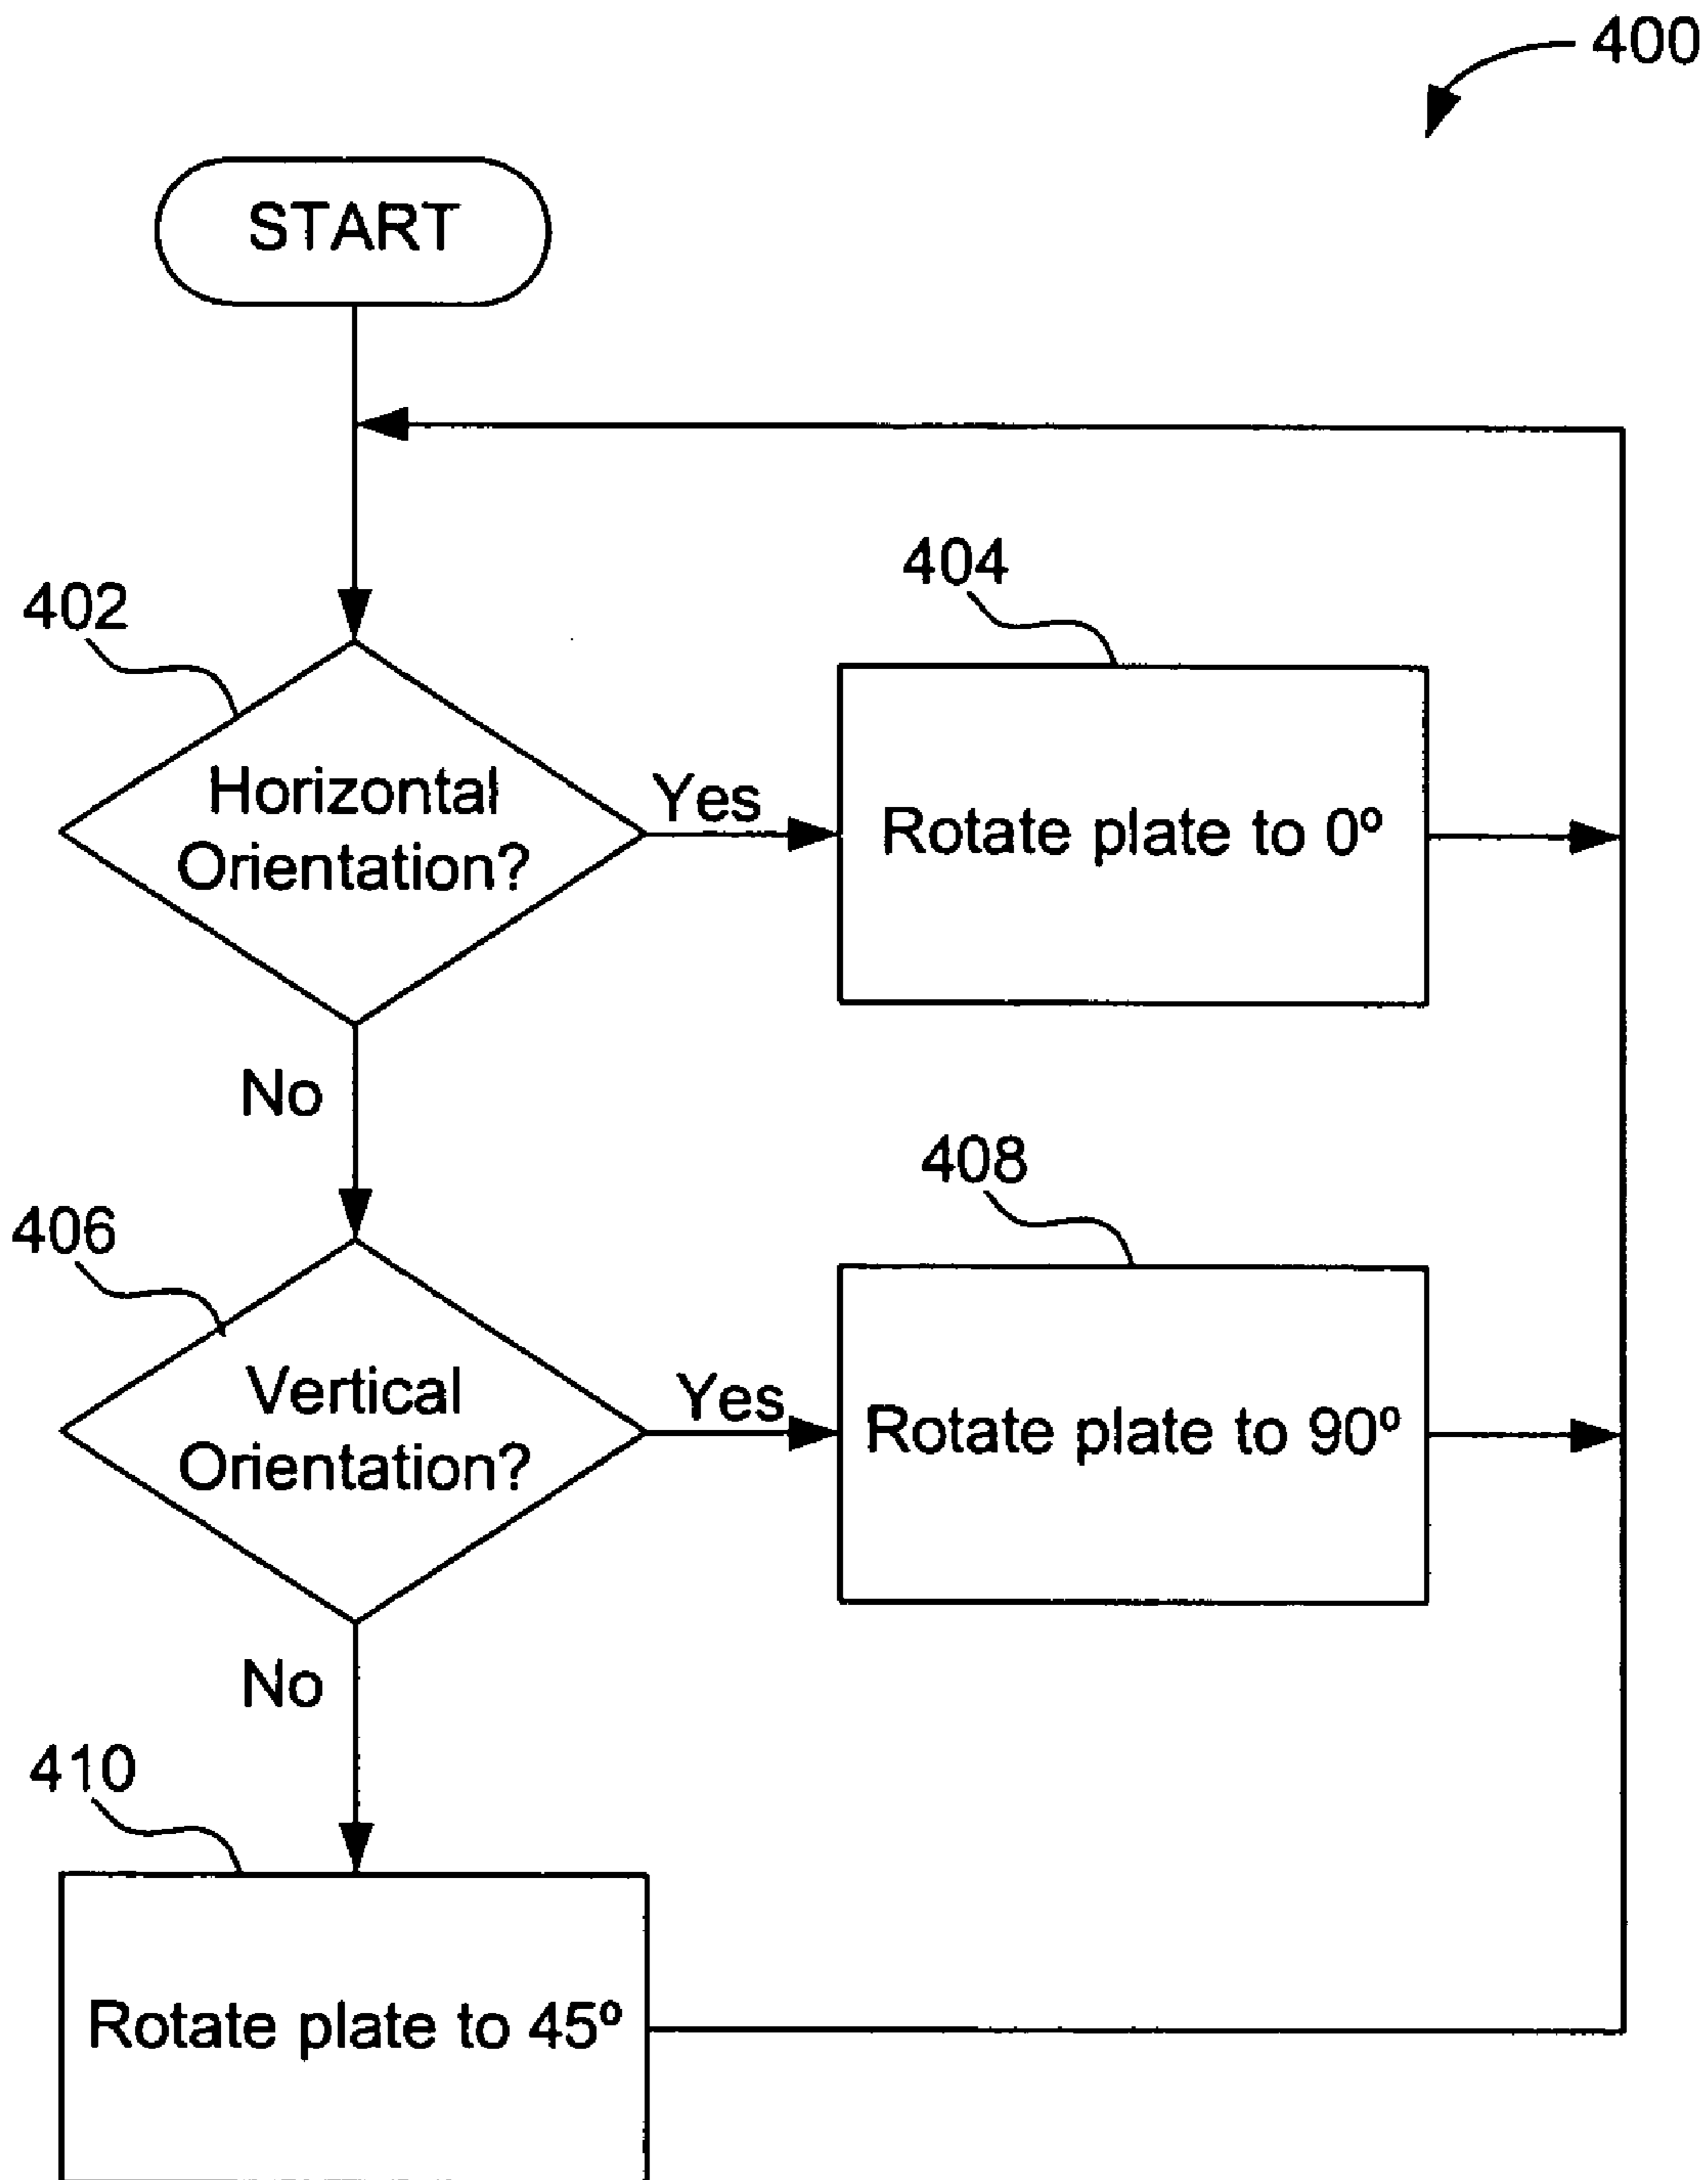 400
START
402
404
Horizontal
Orientation?
Yes
Rotate plate to 0º
No
406
408
Vertical
Orientation?
Yes
Rotate plate to 90º
No
410
Rotate plate to 45º